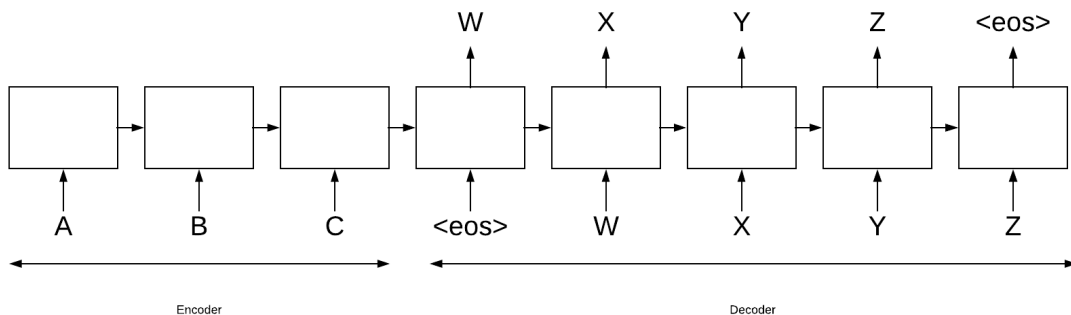 W X Y Z <eos>
A B C <eos> W X Y Z
Encoder Decoder